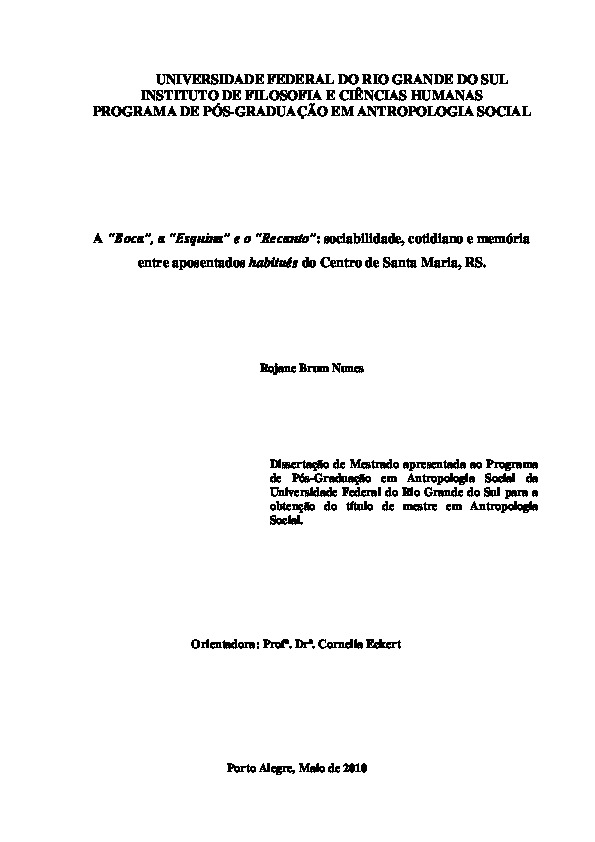 UNIVERSIDADE FEDERAL DO RIO GRANDE DO SUL
INSTITUTO DE FILOSOFIA E CIÊNCIAS HUMANAS
PROGRAMA DE PÓS-GRADUAÇÃO EM ANTROPOLOGIA SOCIAL
A "Boca", a "Esquina" e o "Recanto": sociabilidade, cotidiano e memória
entre aposentados habitués do Centro de Santa Maria, RS.
Rojane Brum Nunes
Dissertação de Mestrado apresentada ao Programa
de Pós-Graduação em Antropologia Social da
Universidade Federal do Rio Grande do Sul para a
obtenção do título de mestre em Antropologia
Social.
Orientadora: Profª. Drª. Cornelia Eckert
Porto Alegre, Maio de 2010